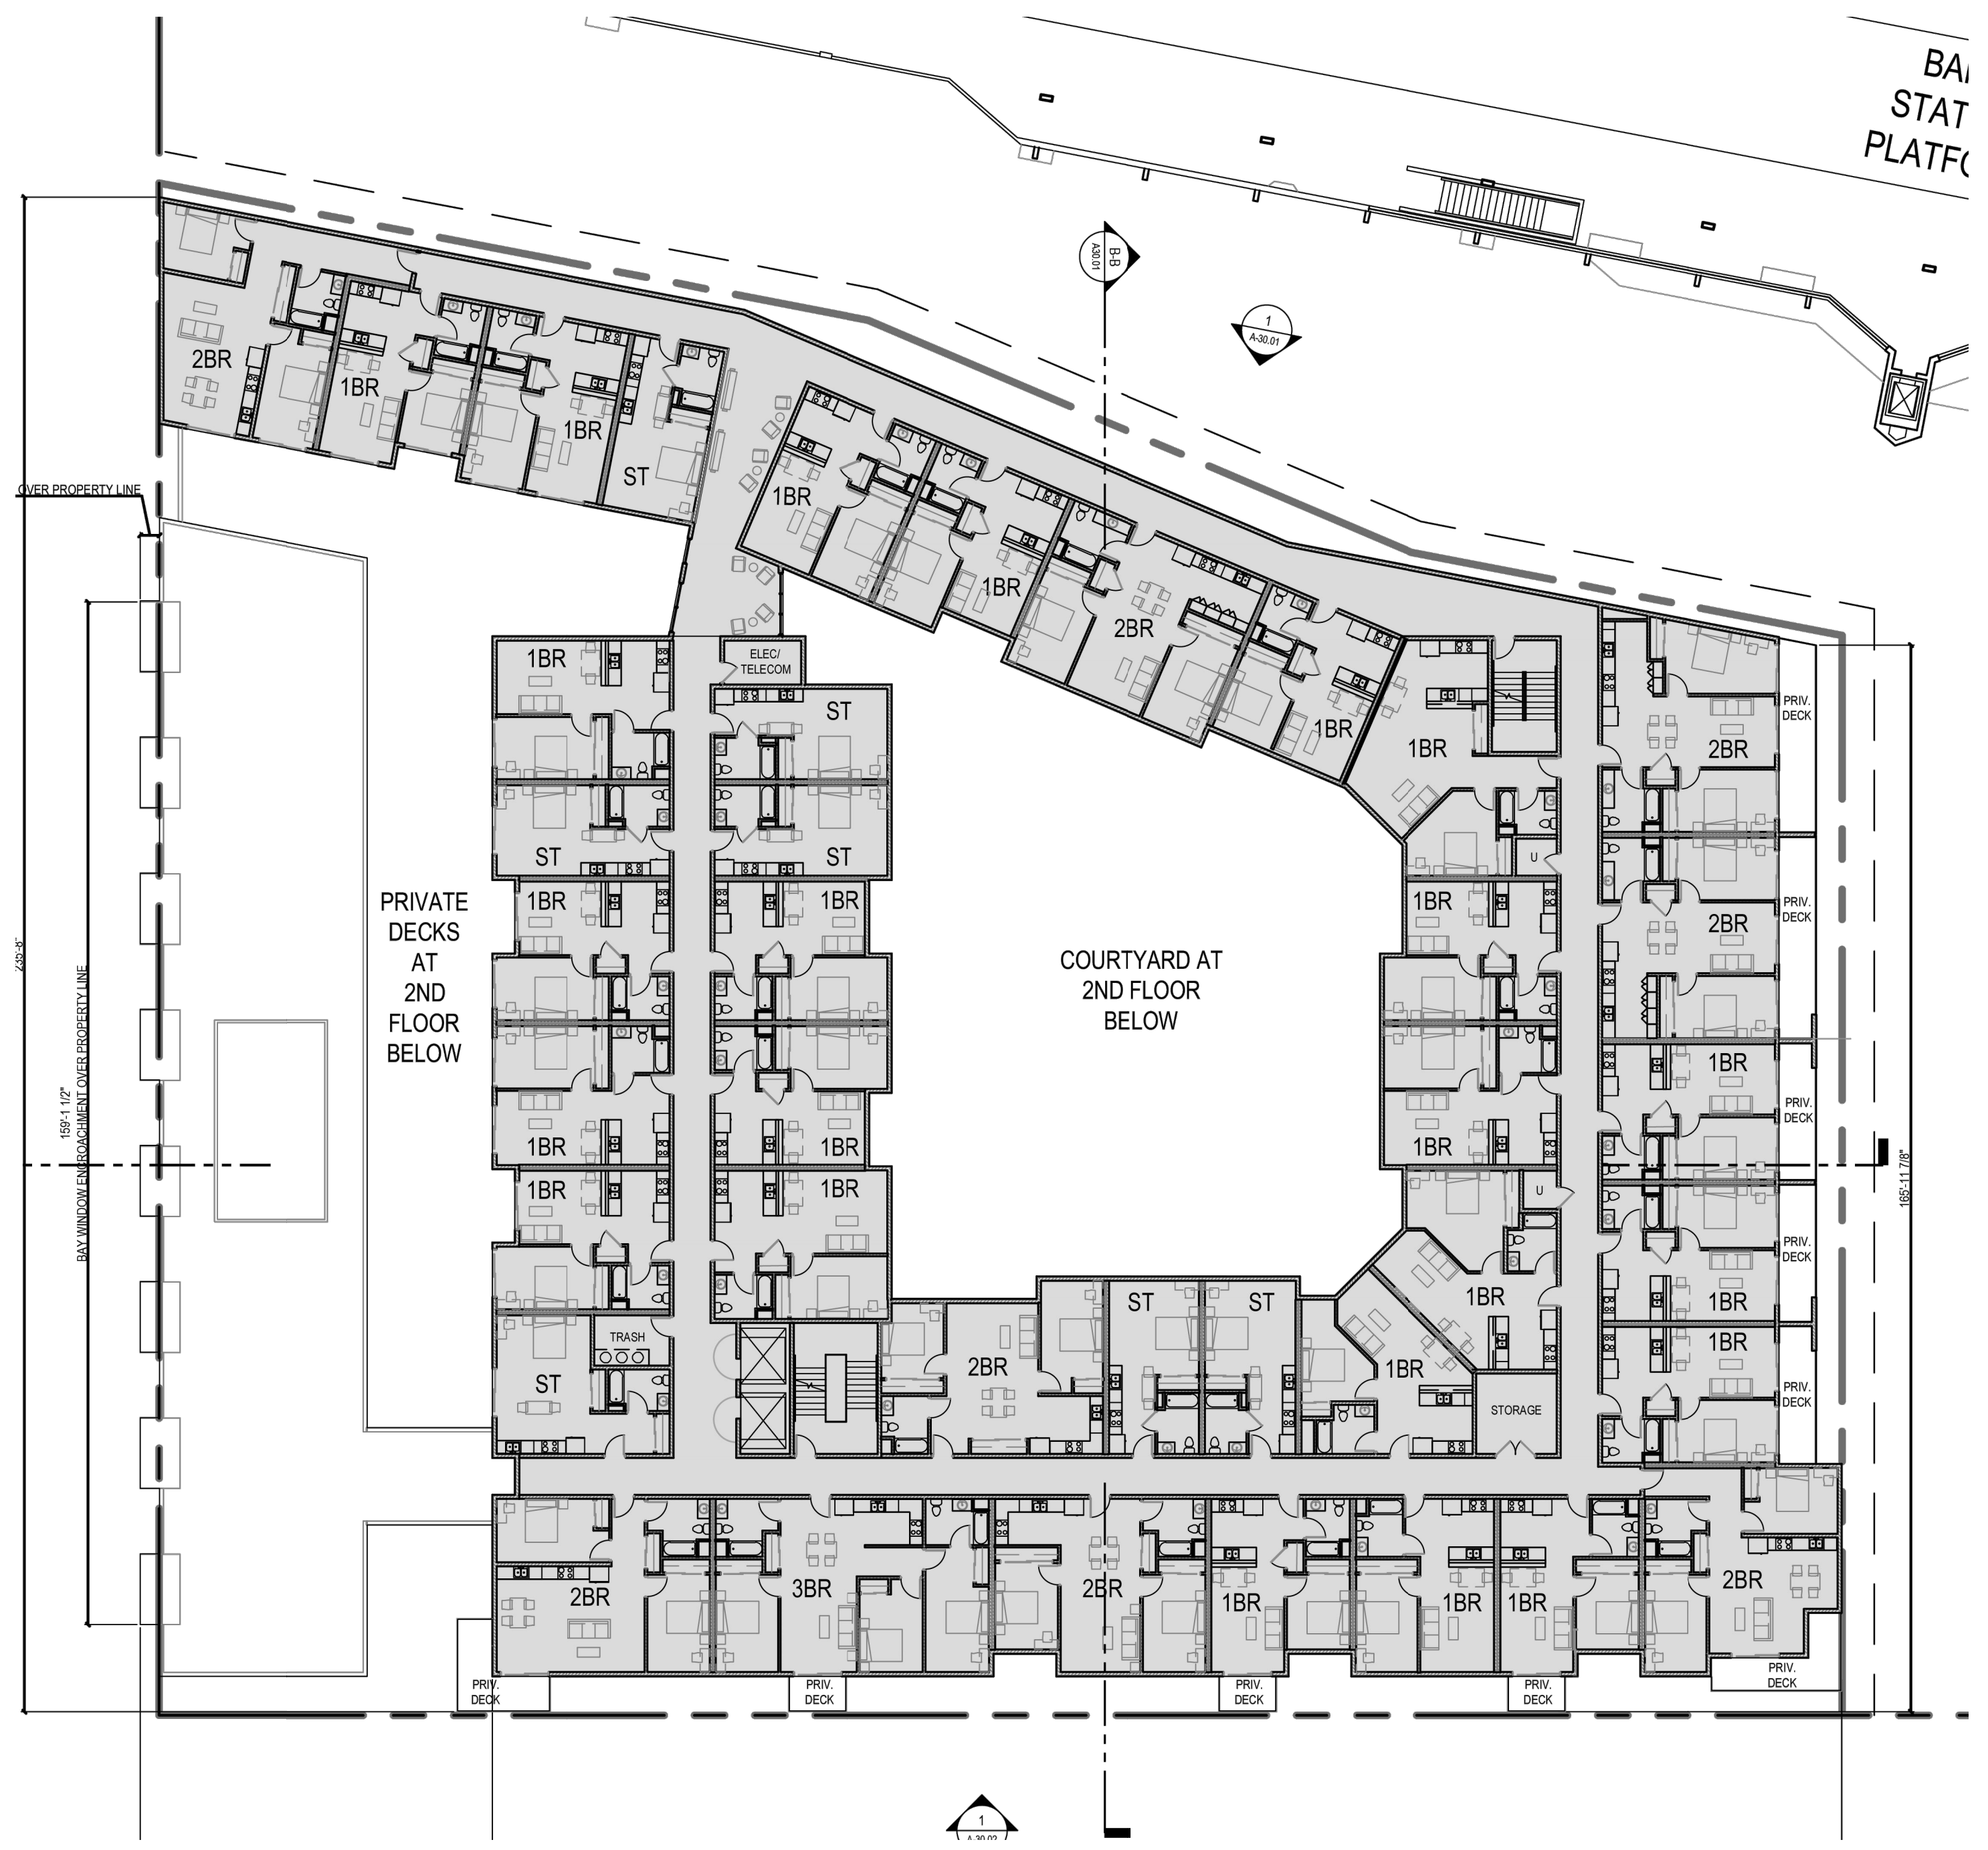 BA
STAT
PLATFO
B-B
A30.01
1
A-30.01
2BR
1BR
1BR
ST
OVER PROPERTY LINE
1BR
1BR
2BR
1BR
1BR
ELEC/
TELECOM
1BR
ST
ST
ST
1BR
1BR
1BR
1BR
1BR
1BR
ST
TRASH
PRIVATE
DECKS
AT
2ND
FLOOR
BELOW
COURTYARD AT
2ND FLOOR
BELOW
235'-8"
159'-1 1/2"
BAY WINDOW ENCROACHMENT OVER PROPERTY LINE
U
1BR
1BR
U
1BR
1BR
STORAGE
2BR
ST
ST
2BR
PRIV.
DECK
2BR
PRIV.
DECK
1BR
PRIV.
DECK
1BR
PRIV.
DECK
1BR
PRIV.
DECK
165'-11 7/8"
2BR
3BR
2BR
1BR
1BR
1BR
2BR
PRIV.
DECK
PRIV.
DECK
PRIV.
DECK
PRIV.
DECK
PRIV.
DECK
1
A-30.02